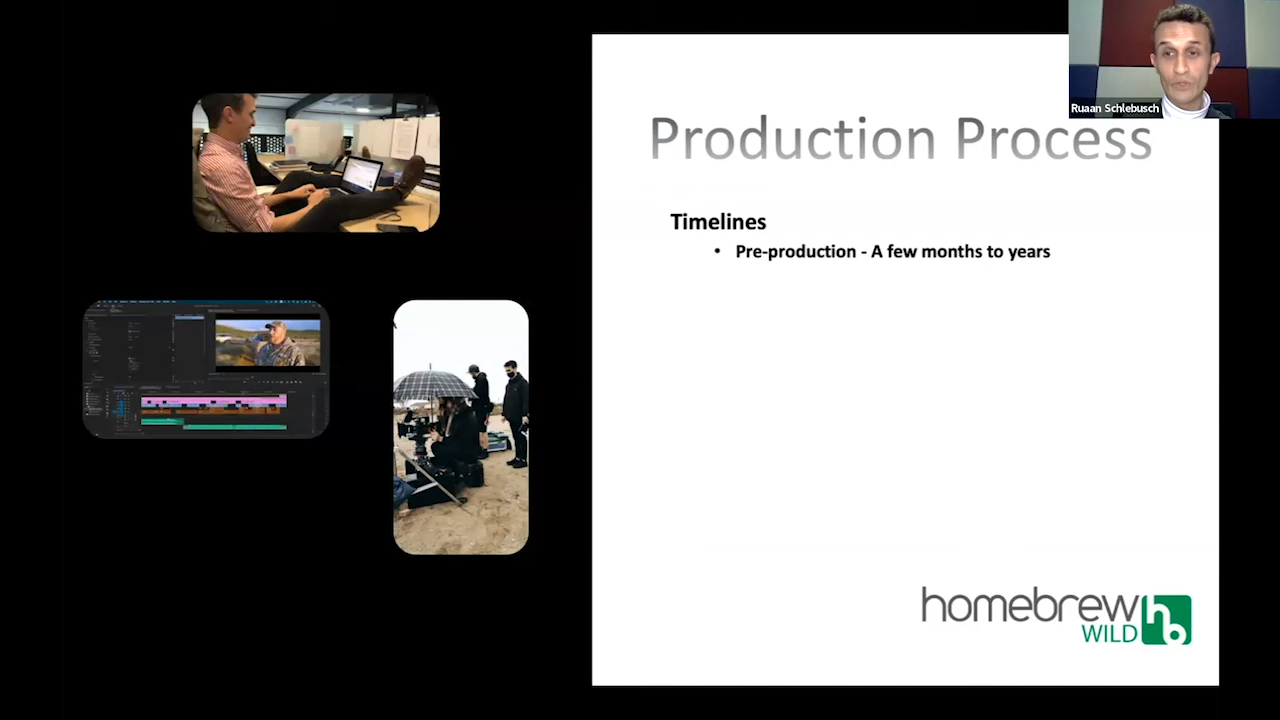 Ruaan Schlebusch
Production Process
Timelines
• Pre-production - A few months to years
homebrew
WILD hb